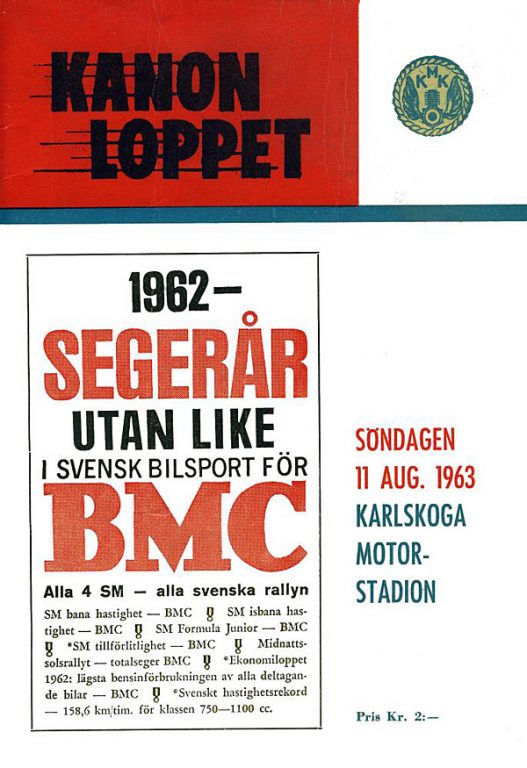 KANON
LOPPET
KMK
1962–
SEGERÅR
UTAN LIKE
I SVENSK BILSPORT FÖR
BMC
Alla 4 SM — alla svenska rallyn
SM bana hastighet — BMC SM isbana has-
tighet — BMC SM Formula Junior — BMC
*SM tillförlitlighet — BMC Midnatts-
solsrallyt — totalseger BMC *Ekonomiloppet
1962: lägsta bensinförbrukningen av alla deltagan-
de bilar — BMC *Svenskt hastighetsrekord
— 158,6 km/tim. för klassen 750—1100 cc.
SÖNDAGEN
11 AUG. 1963
KARLSKOGA
MOTOR-
STADION
Pris Kr. 2:—